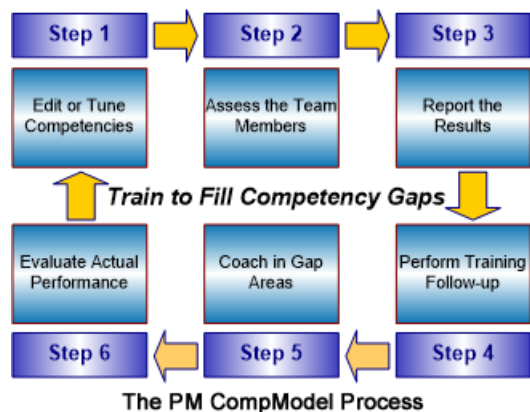 Step 1
Step 2
Step 3
Edit or Tune
Competencies
Assess the Team
Members
Report the
Results
Train to Fill Competency Gaps
Evaluate Actual
Performance
Coach in Gap
Areas
Perform Training
Follow-up
Step 6
Step 5
Step 4
The PM CompModel Process